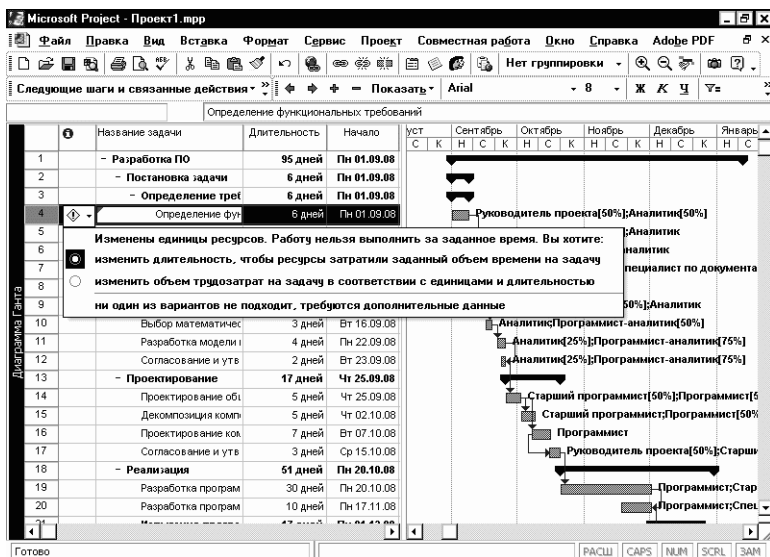 Microsoft Project - Проект1.mpp
Файл Правка Вид Вставка Формат Сервис Проект Совместная работа Окно Справка Adobe PDF
Нет группировки
Следующие шаги и связанные действия Показать Arial 8 Ж К Ч
Определение функциональных требований
Название задачи Длительность Начало уст Сентябрь Октябрь Ноябрь Декабрь Январь
С К Н С К Н С К Н С К Н С К Н С
1 - Разработка ПО 95 дней Пн 01.09.08
2 - Постановка задачи 6 дней Пн 01.09.08
3 - Определение треб 6 дней Пн 01.09.08
4 Определение фун 6 дней Пн 01.09.08 Руководитель проекта[50%];Аналитик[50%]
5 Изменены единицы ресурсов. Работу нельзя выполнить за заданное время. Вы хотите: ;Аналитик
6 изменить длительность, чтобы ресурсы затратили заданный объем времени на задачу налитик
7 изменить объем трудозатрат на задачу в соответствии с единицами и длительностью пециалист по документа
8
9 ни один из вариантов не подходит, требуются дополнительные данные 50%];Аналитик
10 Выбор математичес 3 дней Вт 16.09.08 Аналитик;Программист-аналитик[50%]
11 Разработка модели 4 дней Пн 22.09.08 Аналитик[25%];Программист-аналитик[75%]
12 Согласование и утв 2 дней Вт 23.09.08 Аналитик[25%];Программист-аналитик[75%]
13 - Проектирование 17 дней Чт 25.09.08
14 Проектирование общ 5 дней Чт 25.09.08 Старший программист[50%];Программист[5
15 Декомпозиция компо 5 дней Чт 02.10.08 Старший программист;Программист[50%
16 Проектирование ком 7 дней Вт 07.10.08 Программист
17 Согласование и утв 3 дней Ср 15.10.08 Руководитель проекта[50%];Старши
18 - Реализация 51 дней Пн 20.10.08
19 Разработка програм 30 дней Пн 20.10.08 Программист;Стар
20 Разработка програм 10 дней Пн 17.11.08 Программист;Спец
Диаграмма Ганта
Готово РАСШ CAPS NUM SCRL ЗАМ